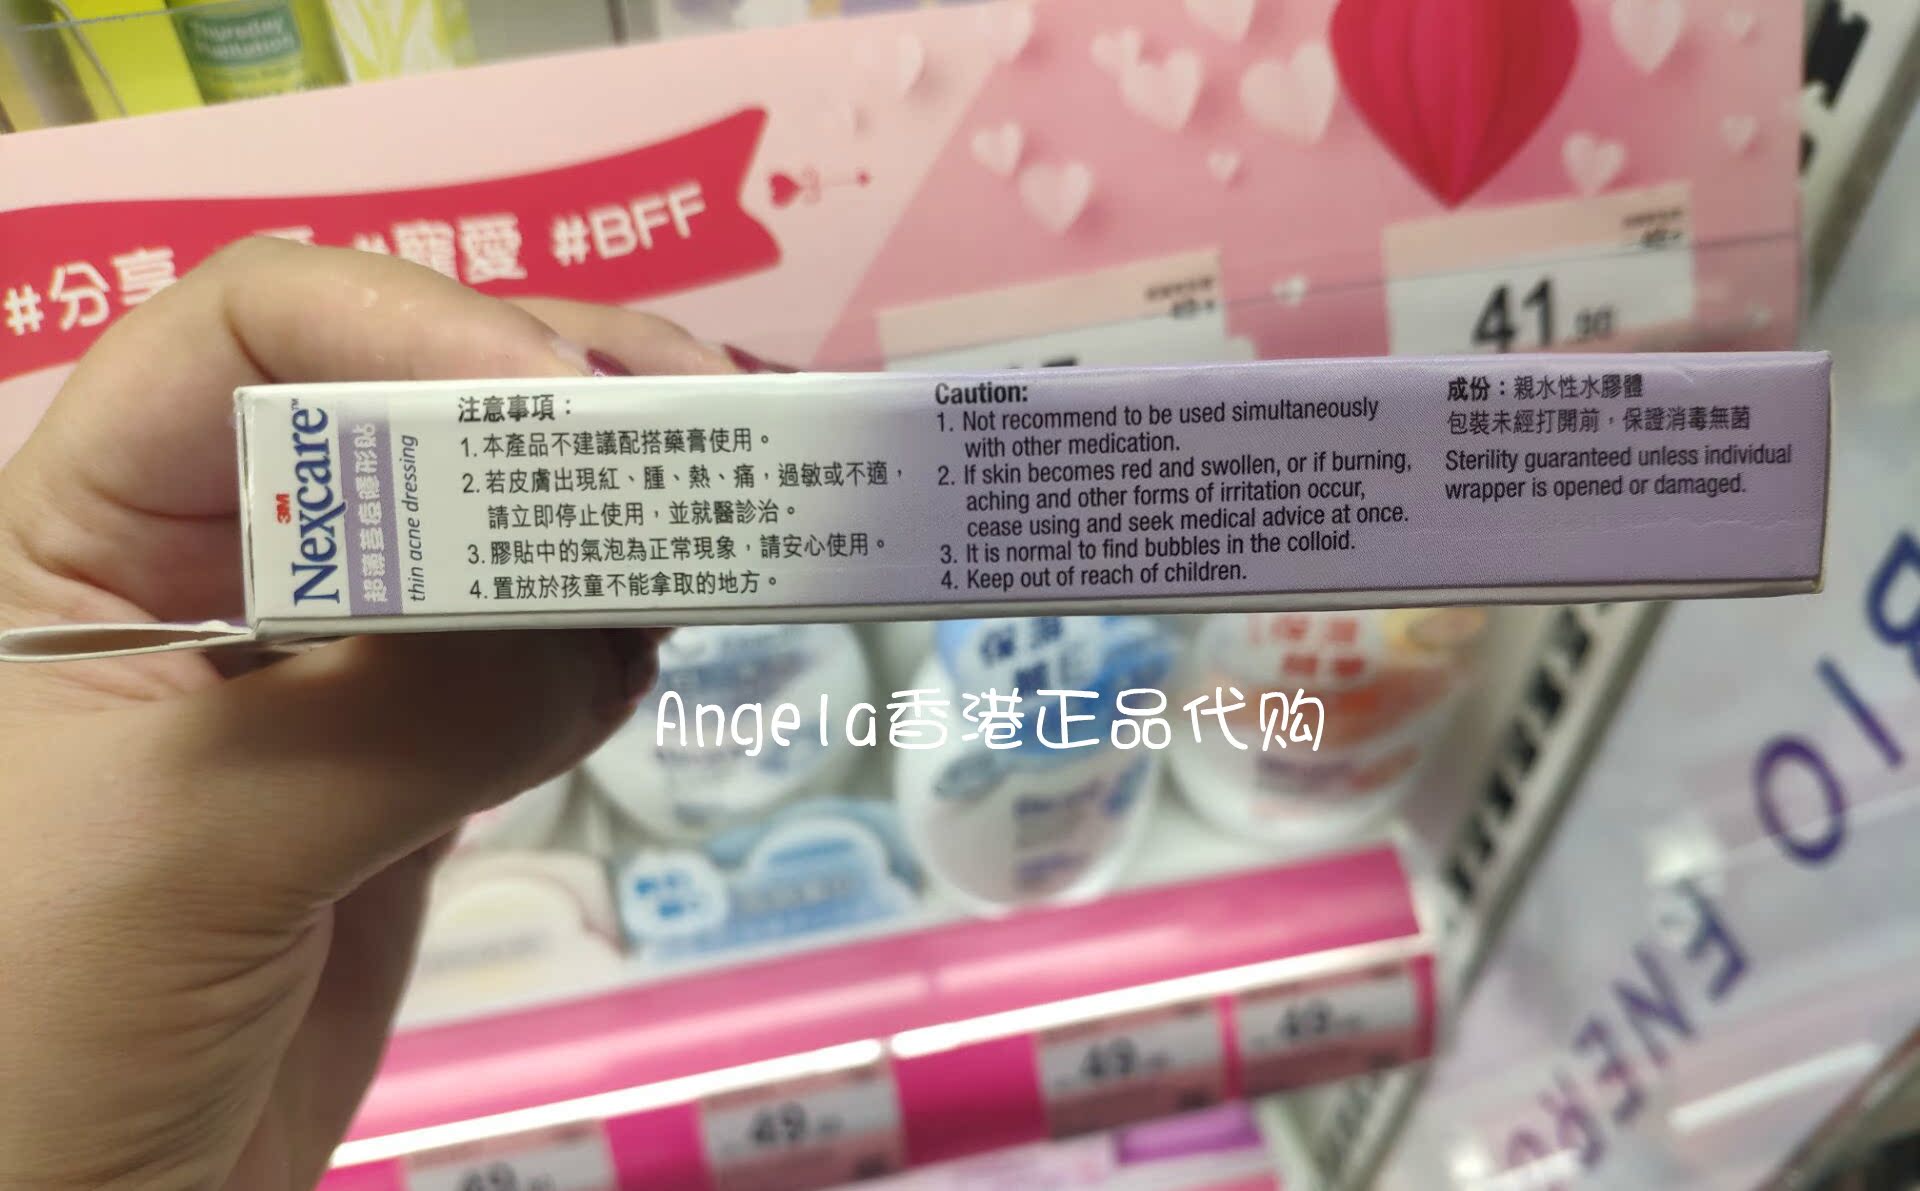 Thursday
Plantation
#分享
#寵愛 #BFF
41.90
3M
Nexcare™
超薄荳痘隱形貼
thin acne dressing
注意事項：
1. 本產品不建議配搭藥膏使用。
2. 若皮膚出現紅、腫、熱、痛，過敏或不適，
請立即停止使用，並就醫診治。
3. 膠貼中的氣泡為正常現象，請安心使用。
4. 置放於孩童不能拿取的地方。
Caution:
1. Not recommend to be used simultaneously
with other medication.
2. If skin becomes red and swollen, or if burning,
aching and other forms of irritation occur,
cease using and seek medical advice at once.
3. It is normal to find bubbles in the colloid.
4. Keep out of reach of children.
成份：親水性水膠體
包裝未經打開前，保證消毒無菌
Sterility guaranteed unless individual
wrapper is opened or damaged.
Angela香港正品代购
BIO
49
49
49
49